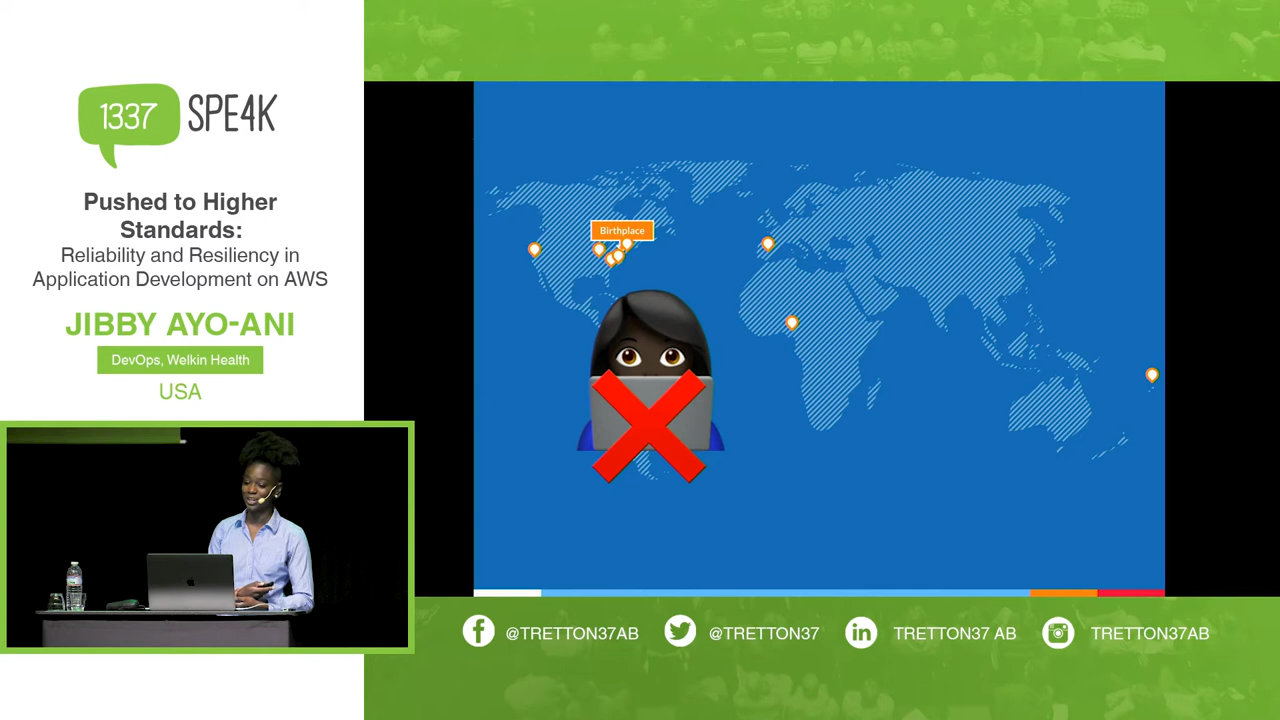 1337 SPE4K
Pushed to Higher
Standards:
Reliability and Resiliency in
Application Development on AWS
JIBBY AYO-ANI
DevOps, Welkin Health
USA
Birthplace
@TRETTON37AB
@TRETTON37
TRETTON37 AB
TRETTON37AB